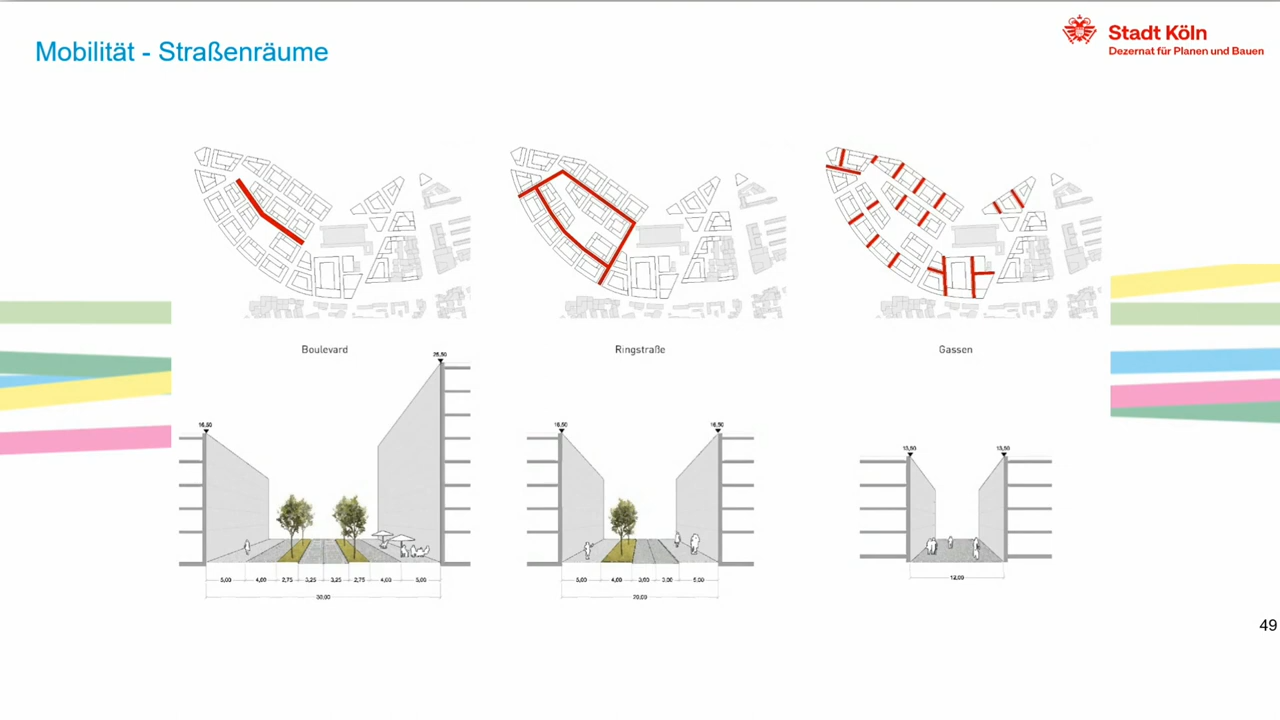 Mobilität - Straßenräume
Stadt Köln
Dezernat für Planen und Bauen
Boulevard
Ringstraße
Gassen
25,50
16,50
16,50
16,50
13,50
13,50
5,00 4,00 2,75 3,25 3,25 2,75 4,00 5,00
30,00
5,00 4,00 3,00 3,00 5,00
20,00
12,00
49